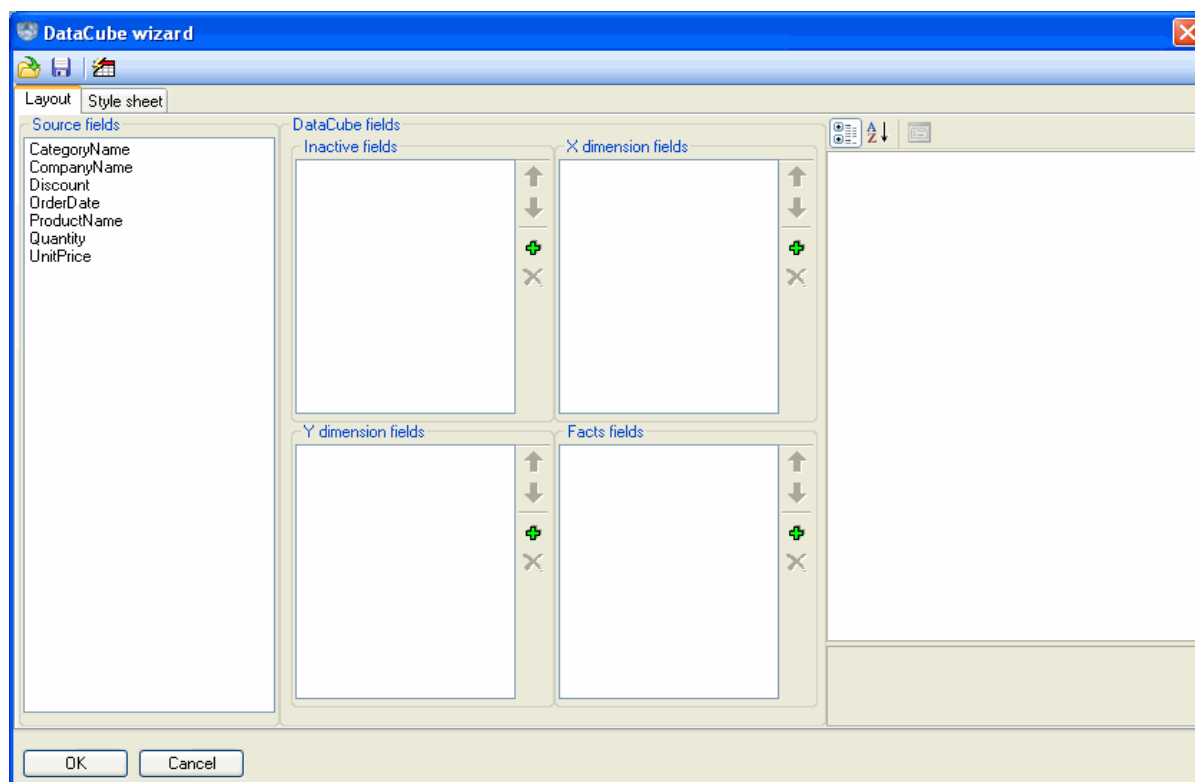 DataCube wizard
Layout
Style sheet
Source fields
CategoryName
CompanyName
Discount
OrderDate
ProductName
Quantity
UnitPrice
DataCube fields
Inactive fields
X dimension fields
Y dimension fields
Facts fields
A
Z
OK
Cancel